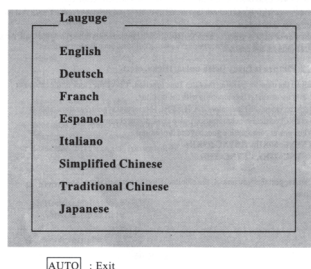 Lauguge
English
Deutsch
Franch
Espanol
Italiano
Simplified Chinese
Traditional Chinese
Japanese
AUTO : Exit